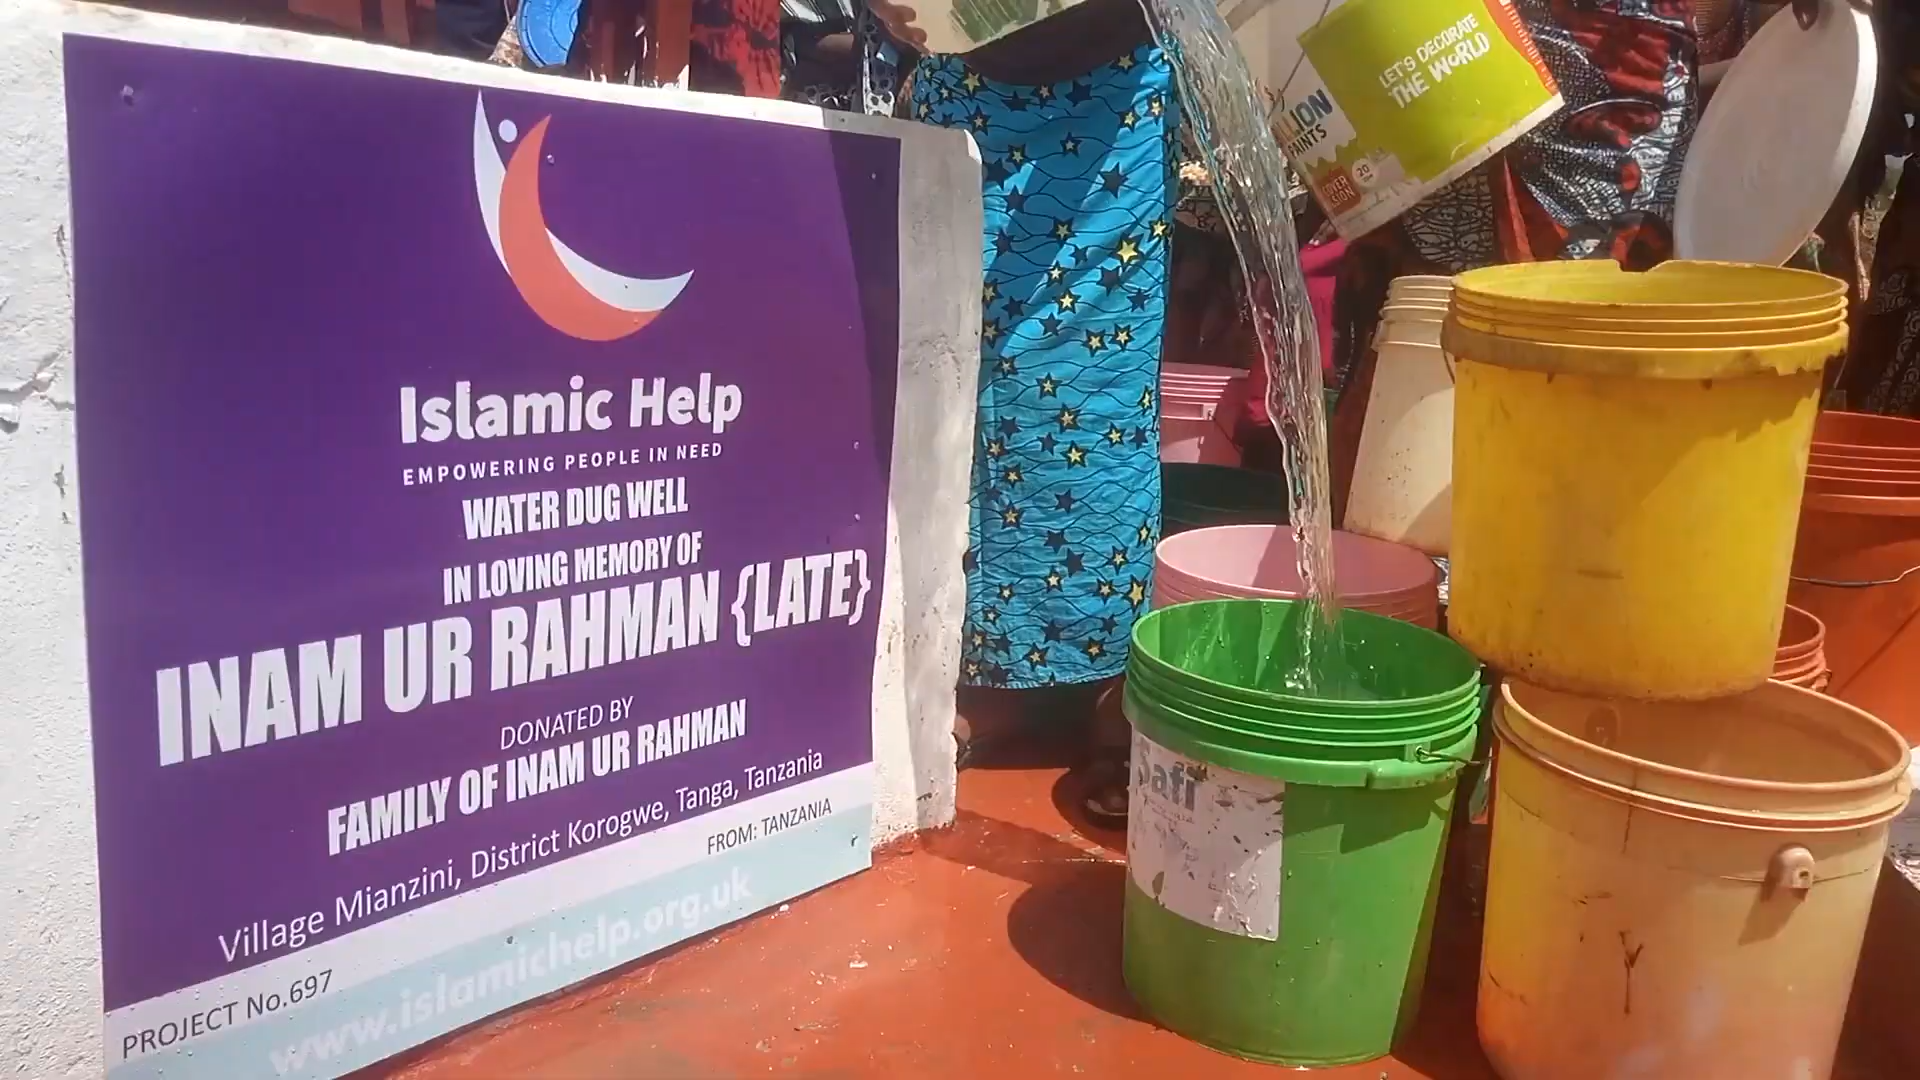 Islamic Help
EMPOWERING PEOPLE IN NEED
WATER DUG WELL
IN LOVING MEMORY OF
INAM UR RAHMAN {LATE}
DONATED BY
FAMILY OF INAM UR RAHMAN
Village Mianzini, District Korogwe, Tanga, Tanzania
PROJECT No.697
FROM: TANZANIA
www.islamichelp.org.uk
LET'S DECORATE
THE WORLD
PAINTS
20
Safi